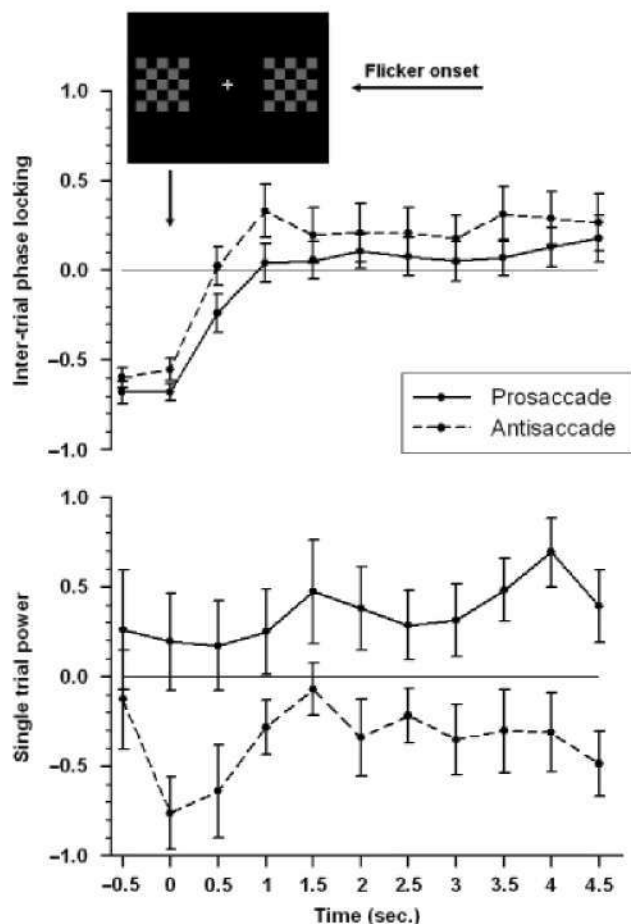 Flicker onset
1.0
0.5
0.0
–0.5
–1.0
Inter-trial phase locking
Prosaccade
Antisaccade
1.0
0.5
0.0
–0.5
–1.0
Single trial power
–0.5 0 0.5 1 1.5 2 2.5 3 3.5 4 4.5
Time (sec.)